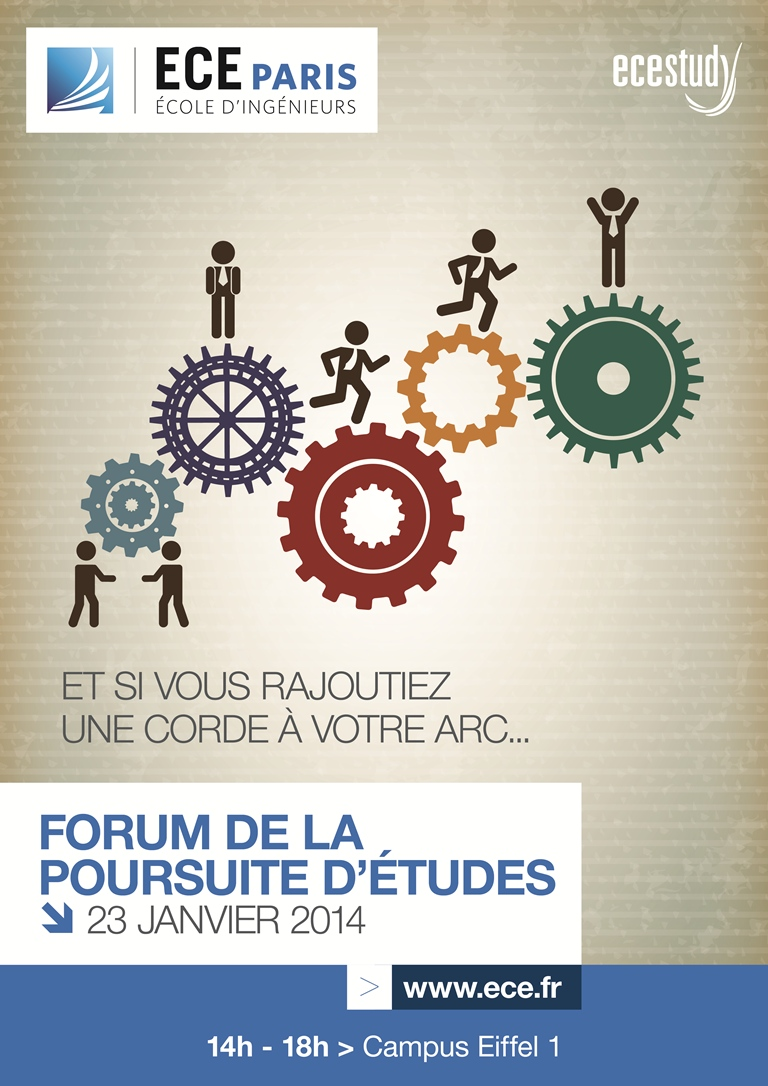 ECE PARIS
ÉCOLE D'INGÉNIEURS
ecestudy
ET SI VOUS RAJOUTIEZ
UNE CORDE À VOTRE ARC...
FORUM DE LA
POURSUITE D'ÉTUDES
23 JANVIER 2014
> www.ece.fr
14h - 18h > Campus Eiffel 1